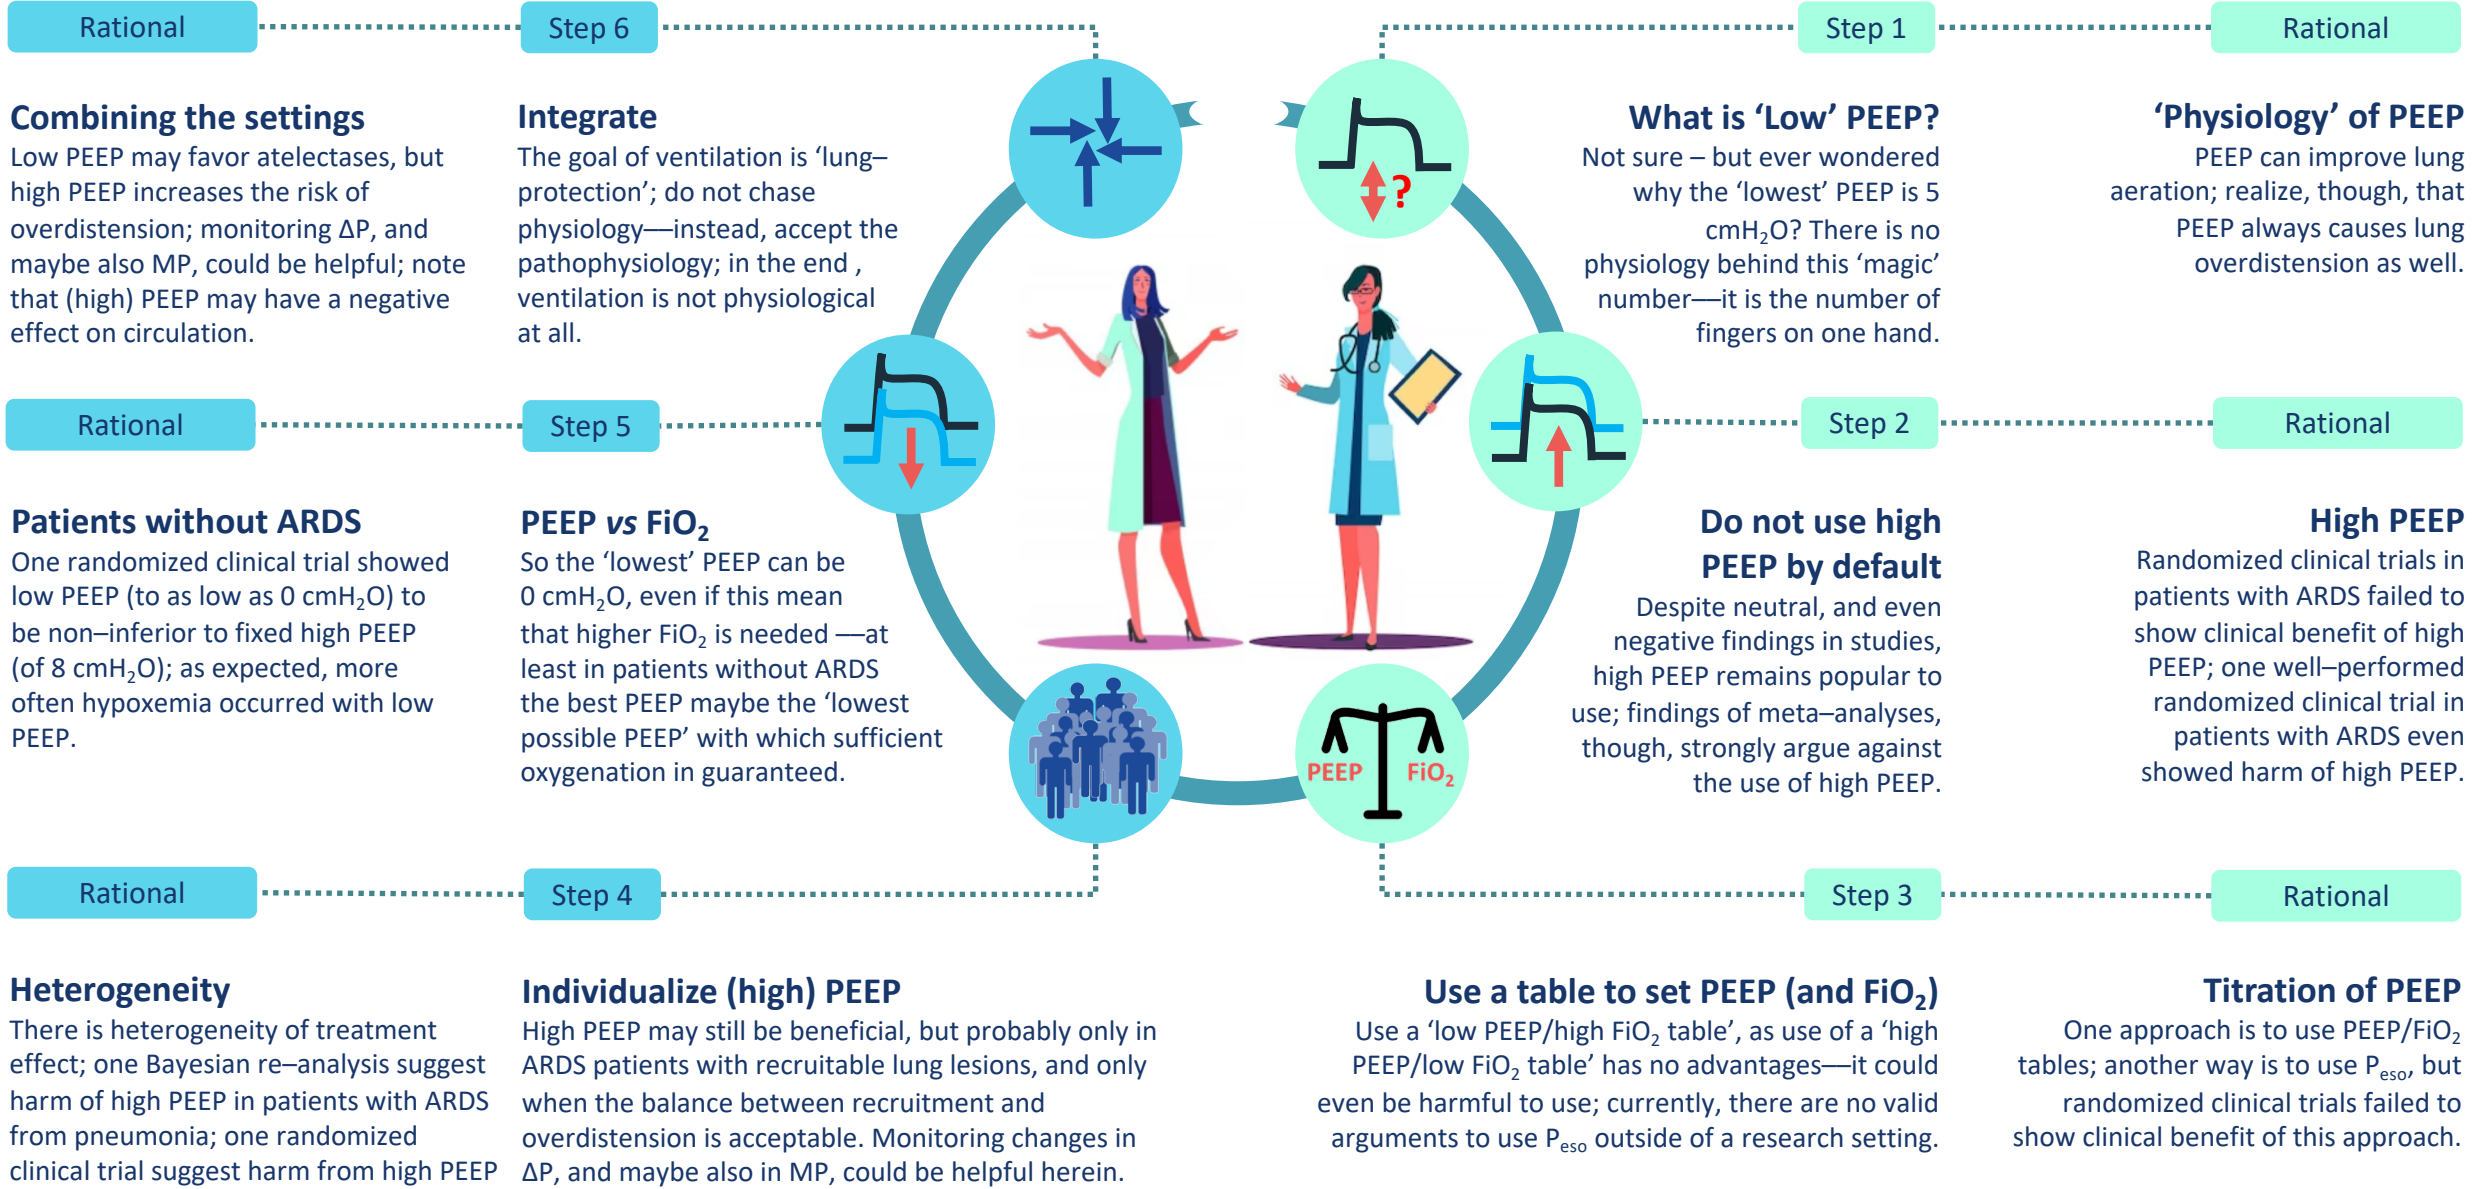 Rational
Step 6
Step 1
Rational
Combining the settings
Low PEEP may favor atelectases, but
high PEEP increases the risk of
overdistension; monitoring ΔP, and
maybe also MP, could be helpful; note
that (high) PEEP may have a negative
effect on circulation.
Integrate
The goal of ventilation is ‘lung–
protection’; do not chase
physiology––instead, accept the
pathophysiology; in the end ,
ventilation is not physiological
at all.
?
What is ‘Low’ PEEP?
Not sure – but ever wondered
why the ‘lowest’ PEEP is 5
cmH₂O? There is no
physiology behind this ‘magic’
number––it is the number of
fingers on one hand.
‘Physiology’ of PEEP
PEEP can improve lung
aeration; realize, though, that
PEEP always causes lung
overdistension as well.
Rational
Step 5
Step 2
Rational
Patients without ARDS
One randomized clinical trial showed
low PEEP (to as low as 0 cmH₂O) to
be non–inferior to fixed high PEEP
(of 8 cmH₂O); as expected, more
often hypoxemia occurred with low
PEEP.
PEEP vs FiO₂
So the ‘lowest’ PEEP can be
0 cmH₂O, even if this mean
that higher FiO₂ is needed ––at
least in patients without ARDS
the best PEEP maybe the ‘lowest
possible PEEP’ with which sufficient
oxygenation in guaranteed.
Do not use high
PEEP by default
Despite neutral, and even
negative findings in studies,
high PEEP remains popular to
use; findings of meta–analyses,
though, strongly argue against
the use of high PEEP.
High PEEP
Randomized clinical trials in
patients with ARDS failed to
show clinical benefit of high
PEEP; one well–performed
randomized clinical trial in
patients with ARDS even
showed harm of high PEEP.
PEEP FiO₂
Rational
Step 4
Step 3
Rational
Heterogeneity
There is heterogeneity of treatment
effect; one Bayesian re–analysis suggest
harm of high PEEP in patients with ARDS
from pneumonia; one randomized
clinical trial suggest harm from high PEEP
Individualize (high) PEEP
High PEEP may still be beneficial, but probably only in
ARDS patients with recruitable lung lesions, and only
when the balance between recruitment and
overdistension is acceptable. Monitoring changes in
ΔP, and maybe also in MP, could be helpful herein.
Use a table to set PEEP (and FiO₂)
Use a ‘low PEEP/high FiO₂ table’, as use of a ‘high
PEEP/low FiO₂ table’ has no advantages––it could
even be harmful to use; currently, there are no valid
arguments to use Pₑₛₒ outside of a research setting.
Titration of PEEP
One approach is to use PEEP/FiO₂
tables; another way is to use Pₑₛₒ, but
randomized clinical trials failed to
show clinical benefit of this approach.